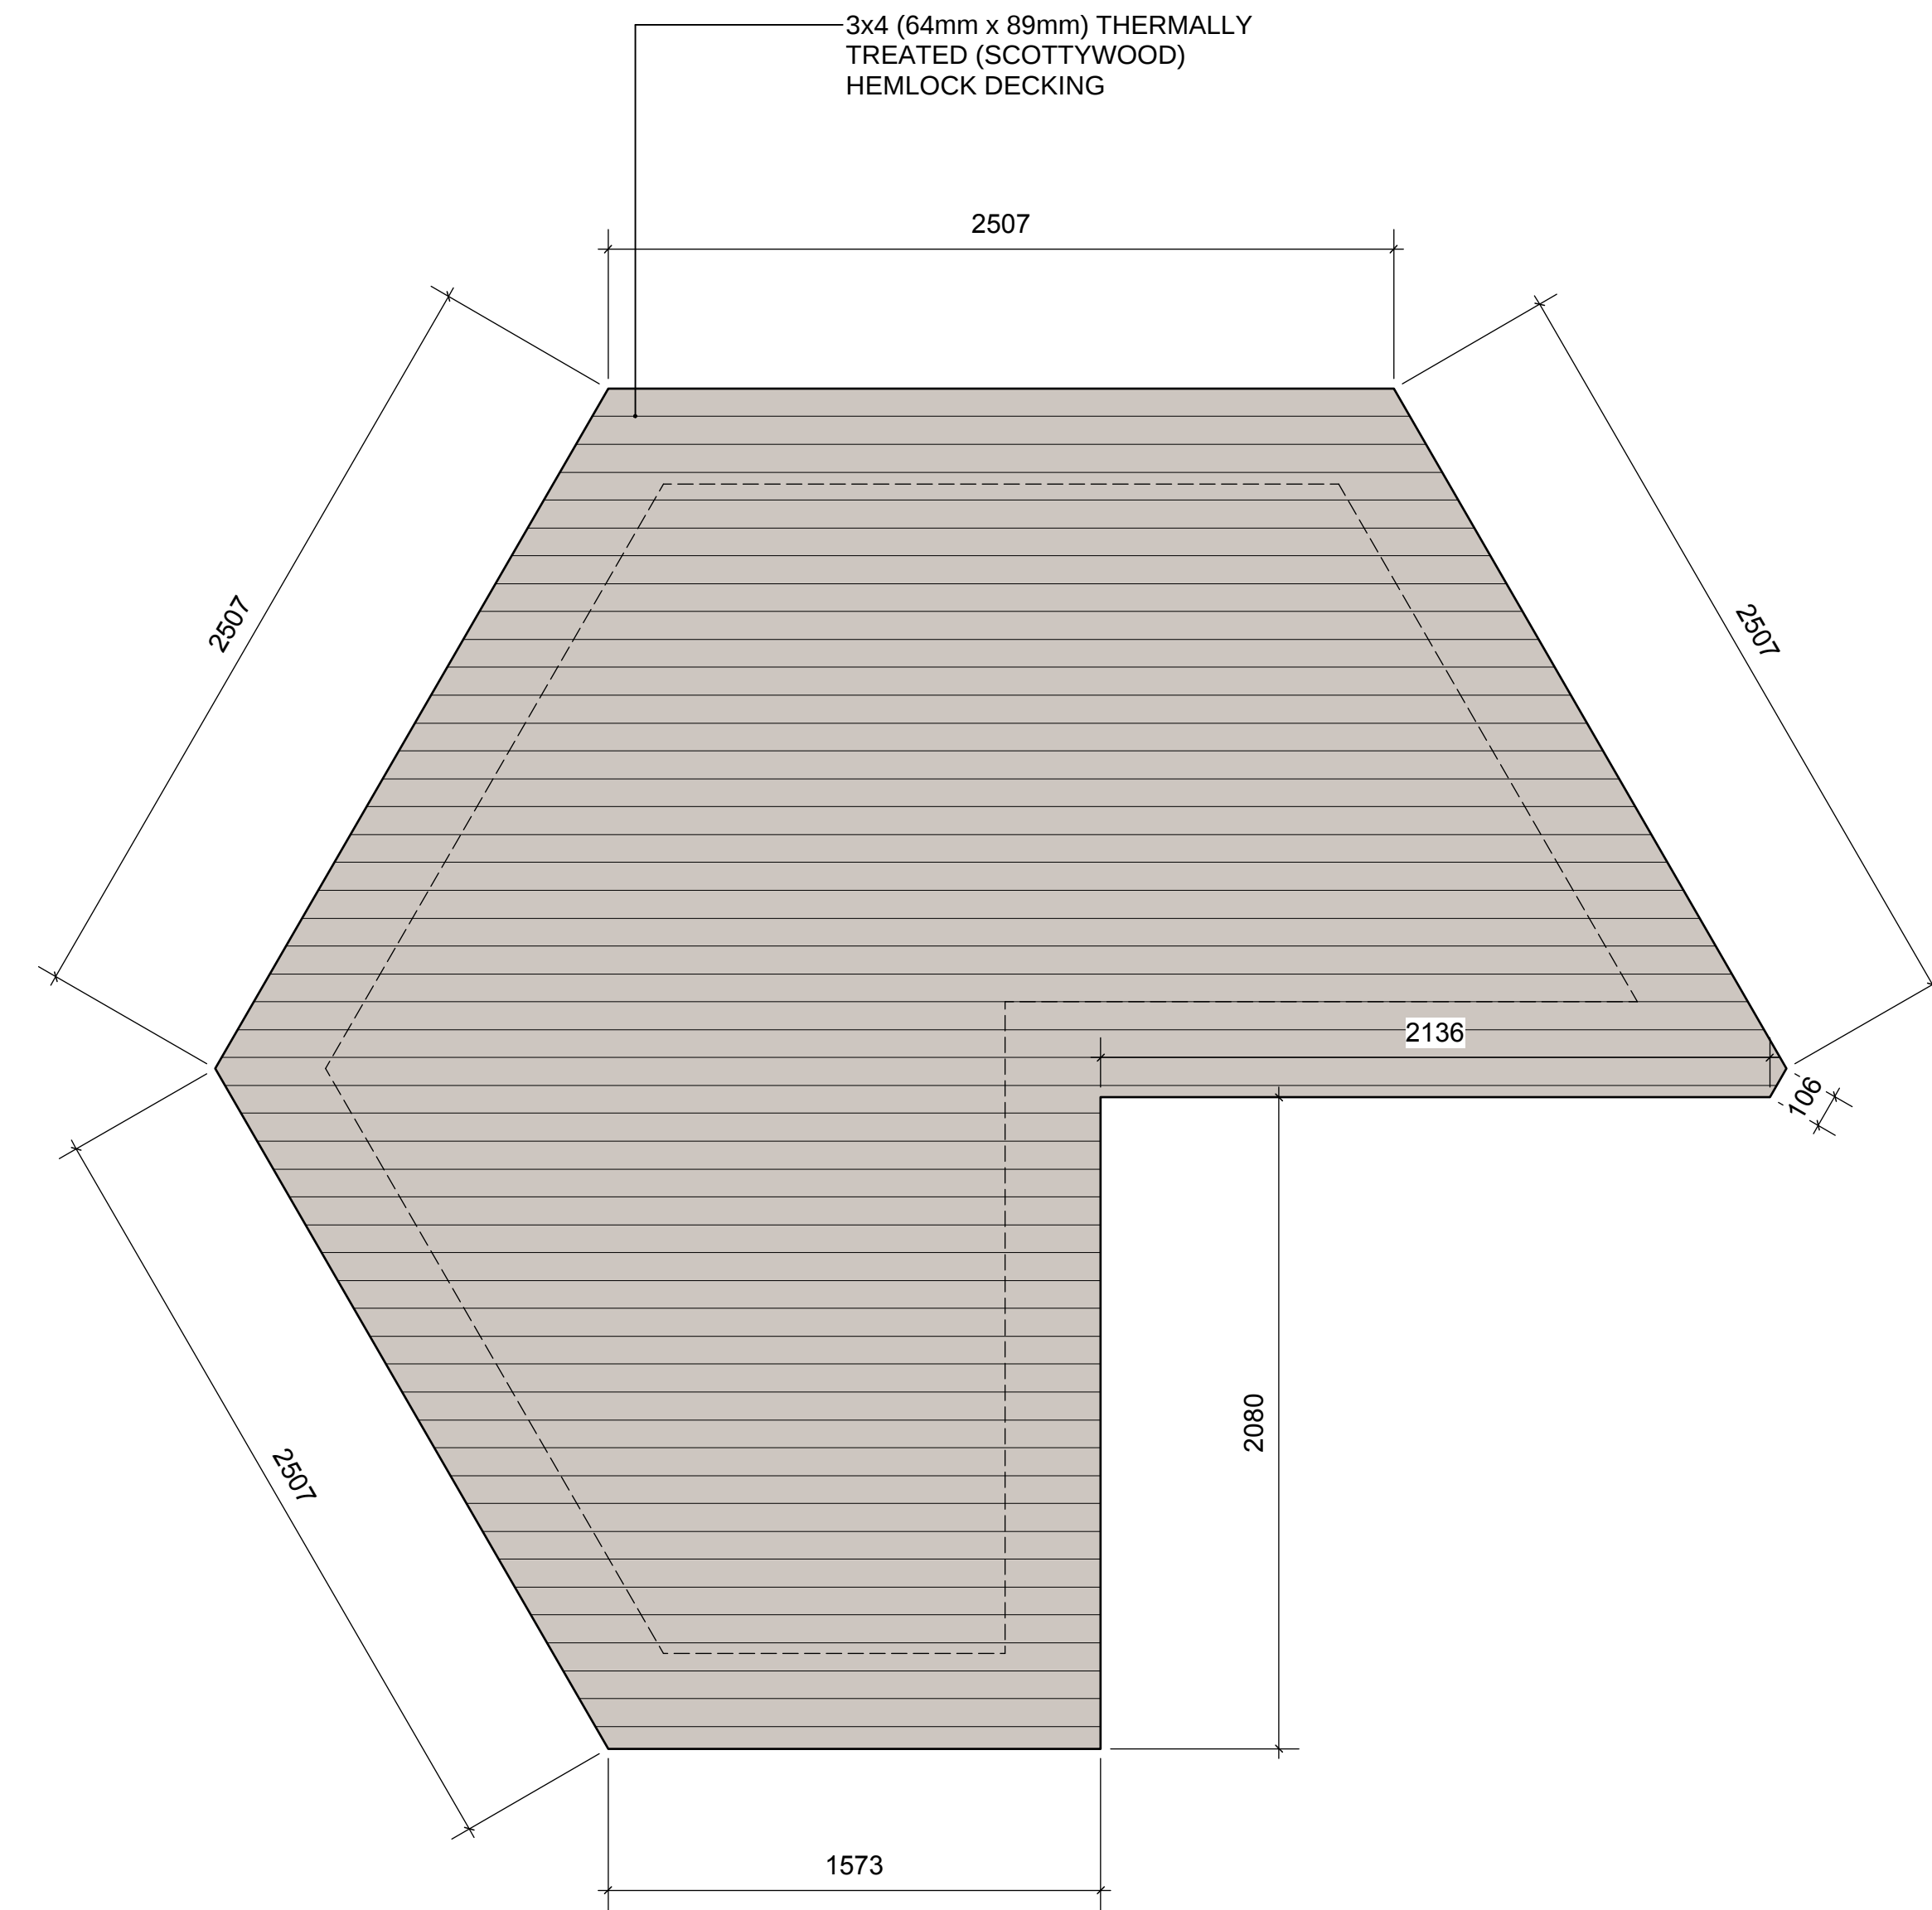 3x4 (64mm x 89mm) THERMALLY
TREATED (SCOTTYWOOD)
HEMLOCK DECKING
2507
2507
2507
2136
106
2080
2507
1573